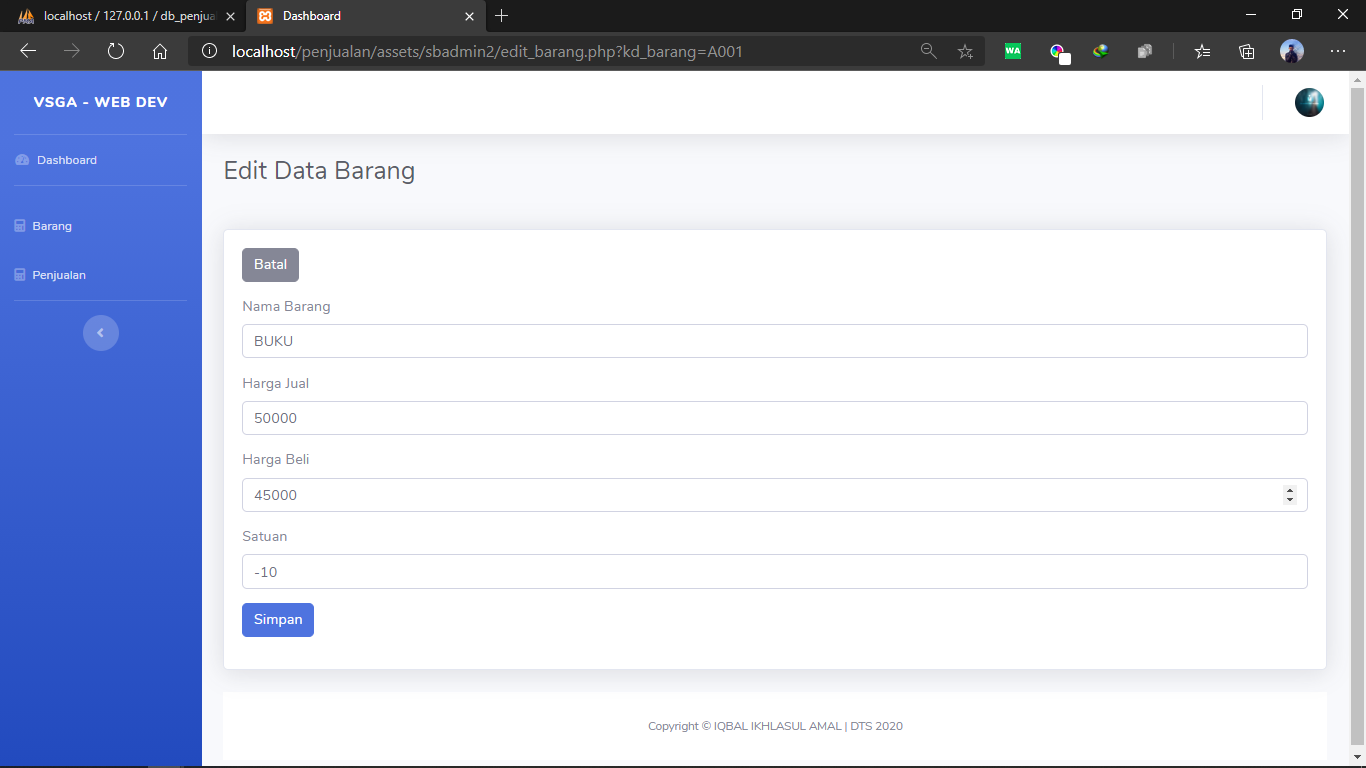 localhost / 127.0.0.1 / db_penjua
Dashboard
localhost/penjualan/assets/sbadmin2/edit_barang.php?kd_barang=A001
WA
VSGA - WEB DEV
Dashboard
Barang
Penjualan
Edit Data Barang
Batal
Nama Barang
BUKU
Harga Jual
50000
Harga Beli
45000
Satuan
-10
Simpan
Copyright © IQBAL IKHLASUL AMAL | DTS 2020